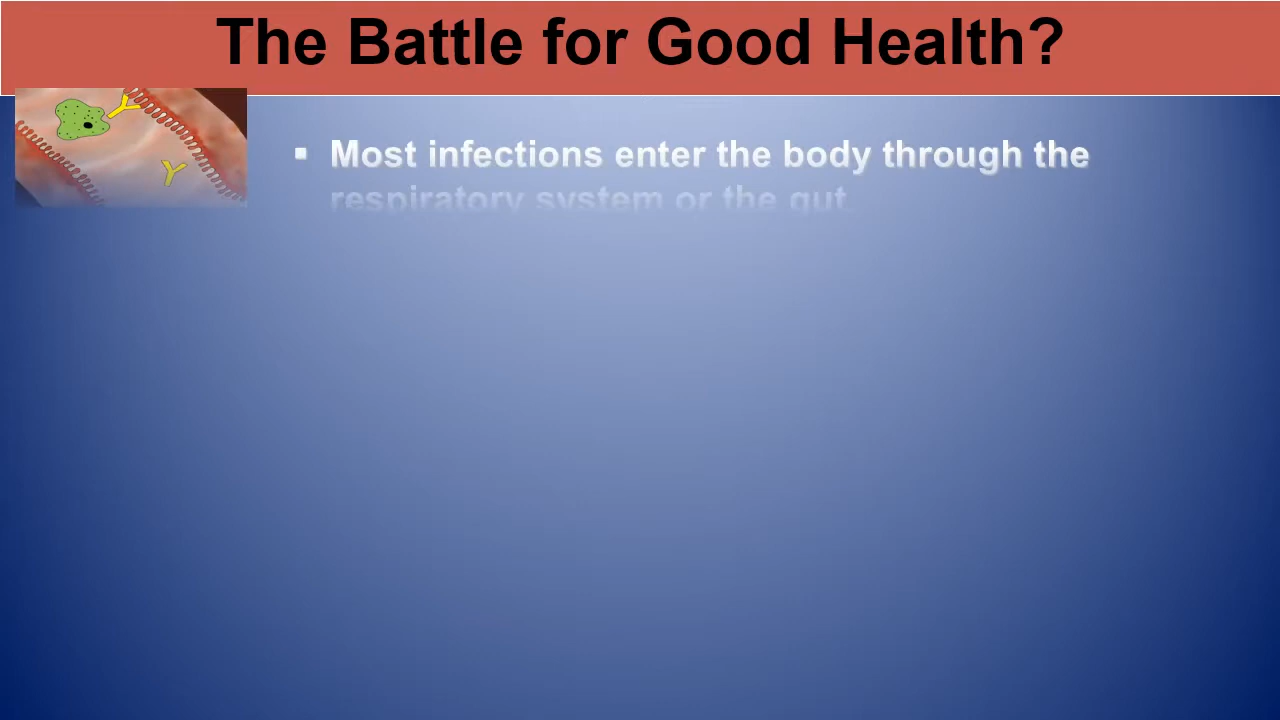 The Battle for Good Health?
▪ Most infections enter the body through the
respiratory system or the gut